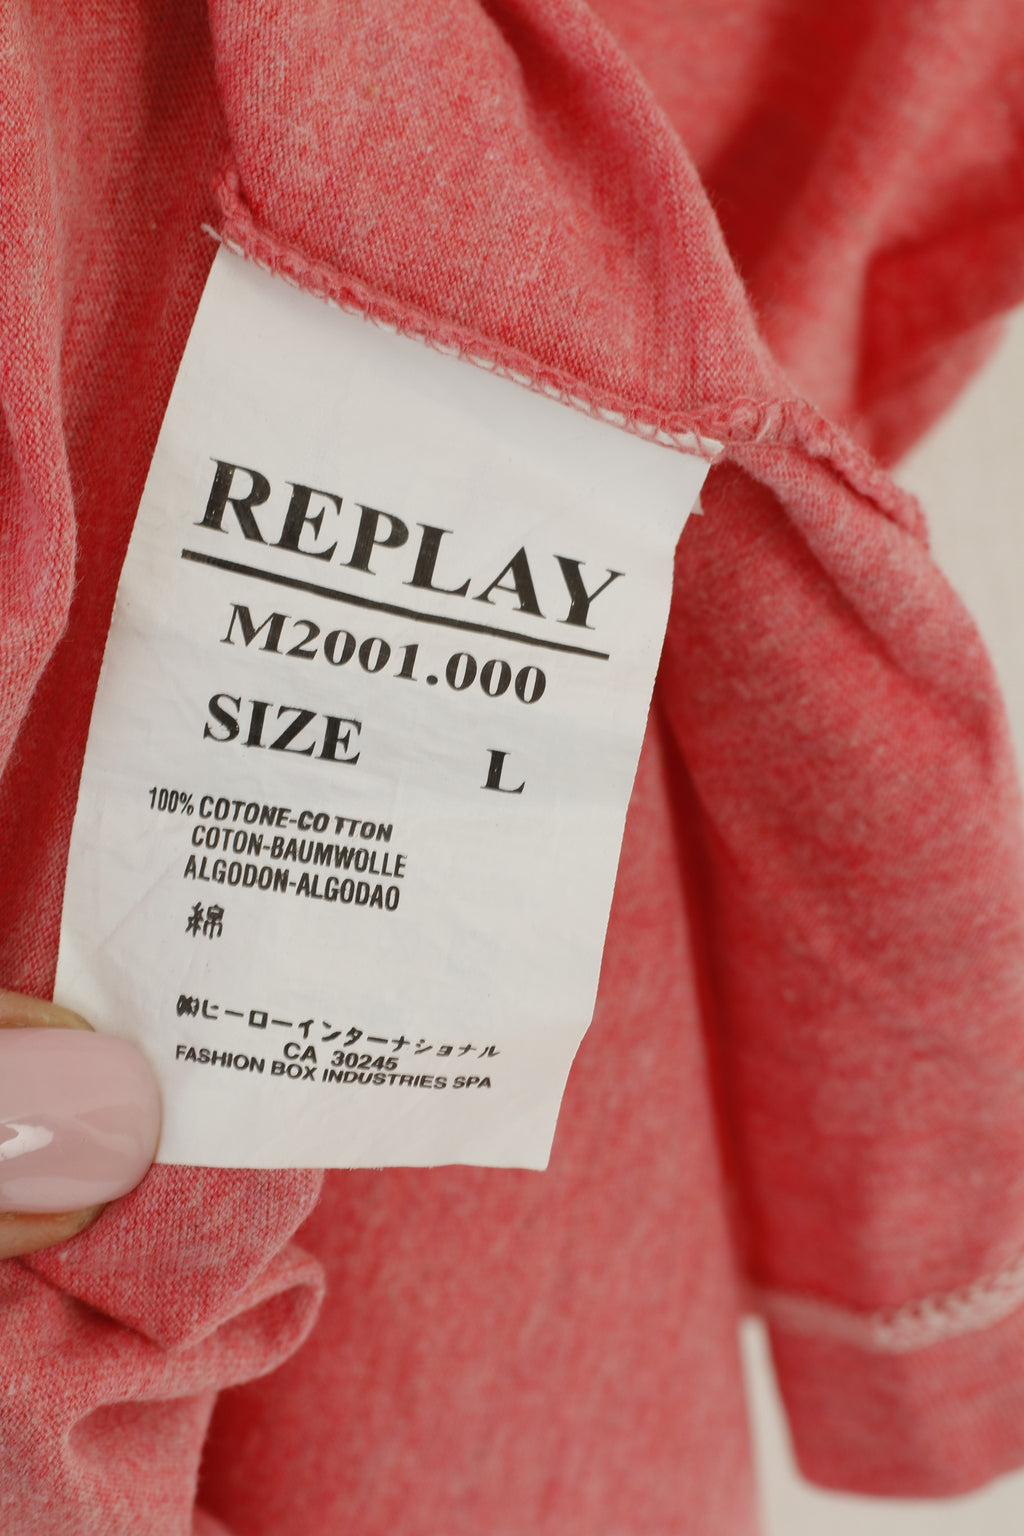 REPLAY
M2001.000
SIZE L
100% COTONE-COTTON
COTON-BAUMWOLLE
ALGODON-ALGODAO
綿
㈱ヒーローインターナショナル
CA 30245
FASHION BOX INDUSTRIES SPA